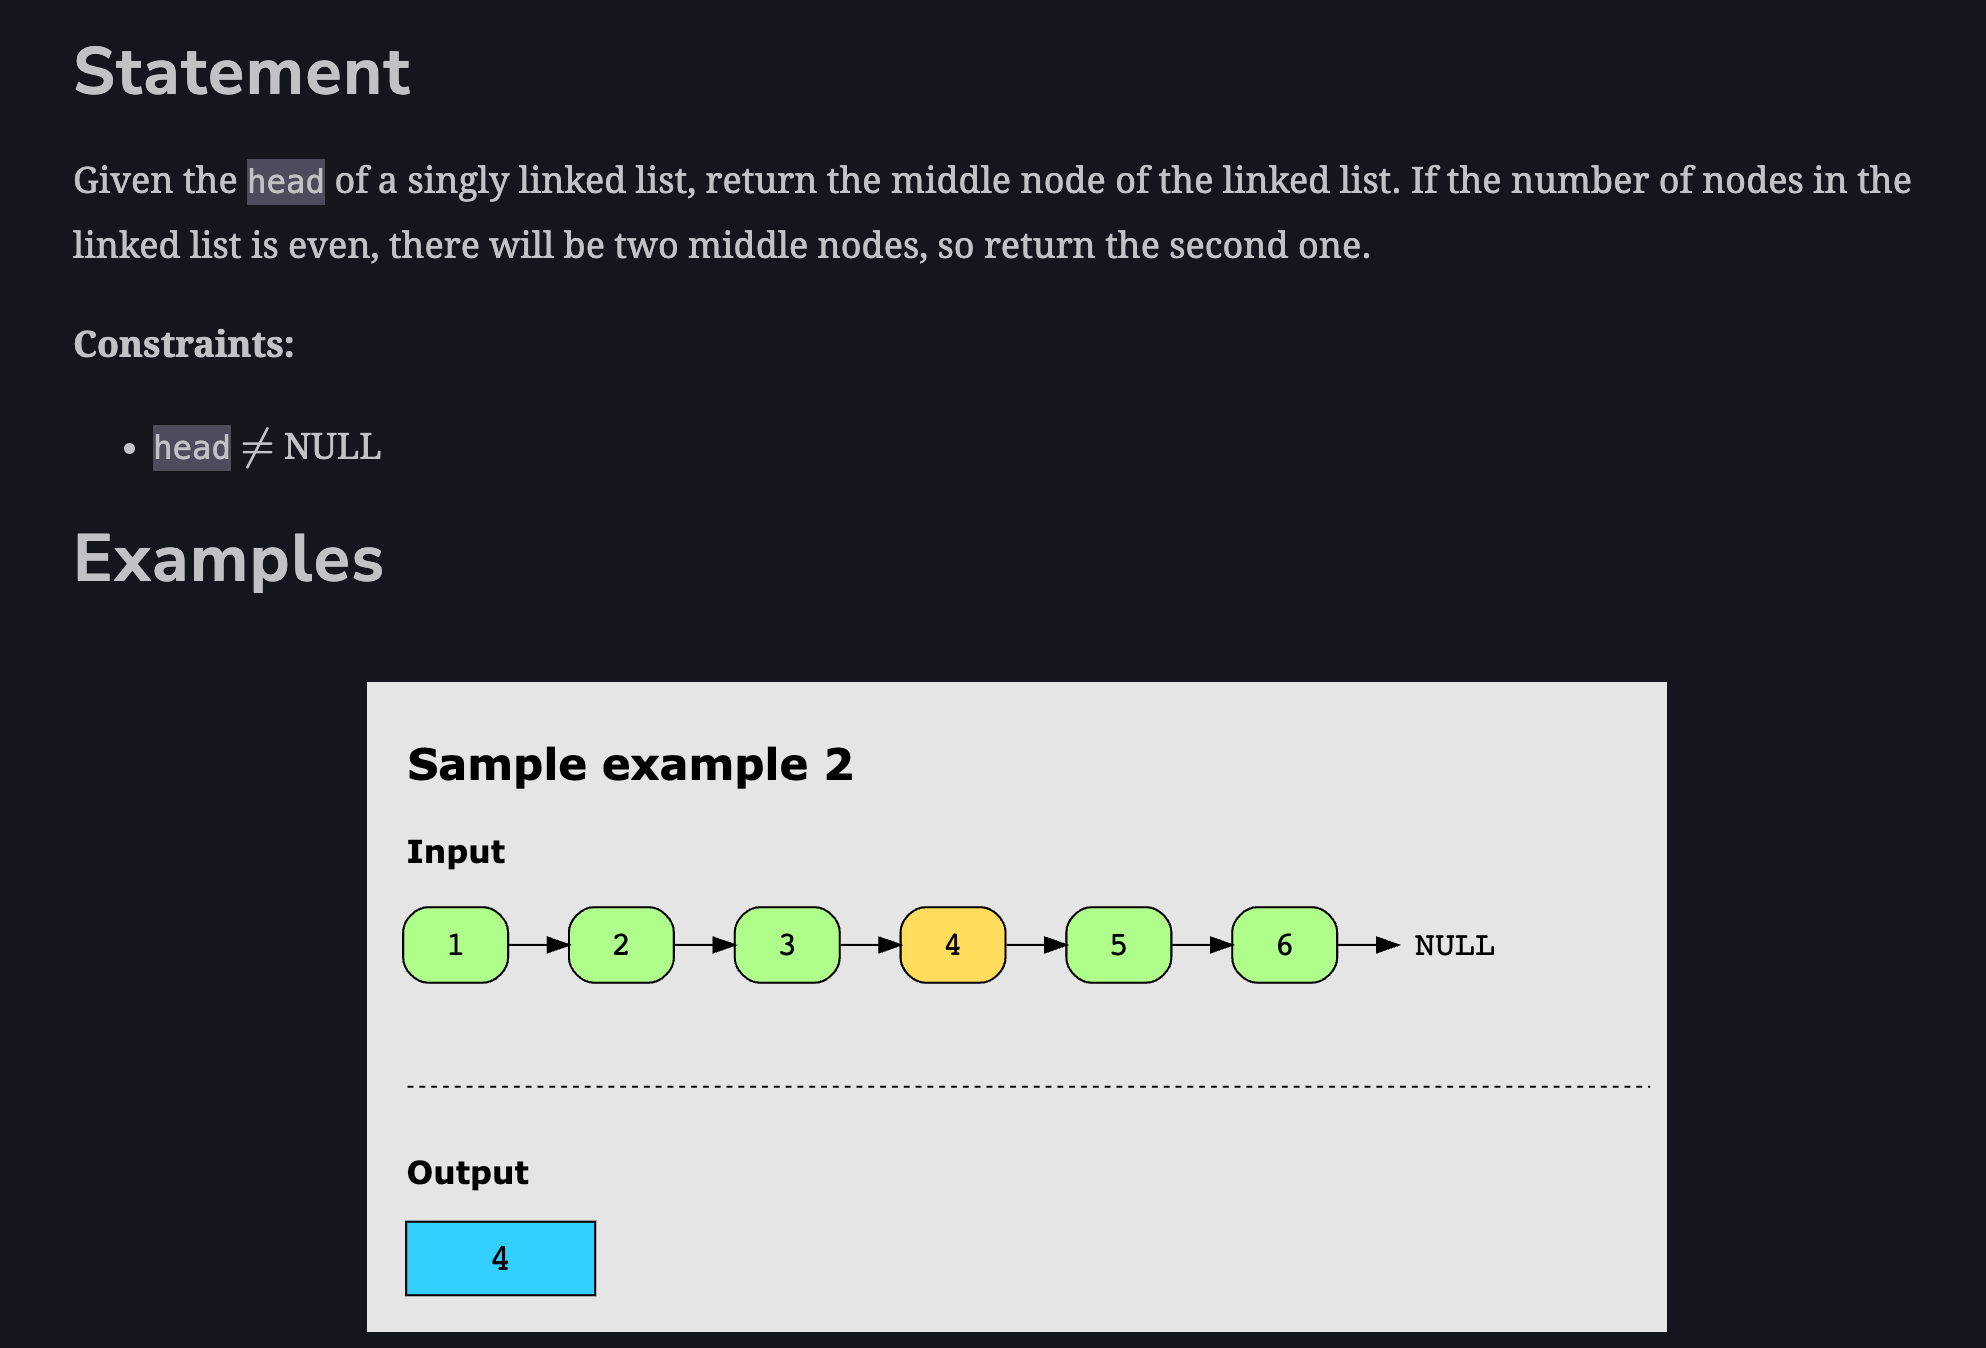 Statement
Given the head of a singly linked list, return the middle node of the linked list. If the number of nodes in the
linked list is even, there will be two middle nodes, so return the second one.
Constraints:
• head ≠ NULL
Examples
Sample example 2
Input
1 2 3 4 5 6 NULL
Output
4